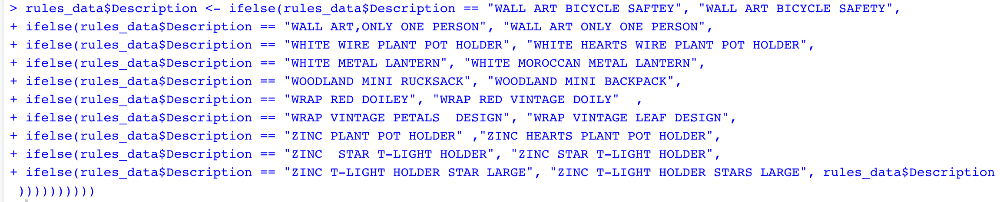 > rules_data$Description <- ifelse(rules_data$Description == "WALL ART BICYCLE SAFTEY", "WALL ART BICYCLE SAFETY",
+ ifelse(rules_data$Description == "WALL ART,ONLY ONE PERSON", "WALL ART ONLY ONE PERSON",
+ ifelse(rules_data$Description == "WHITE WIRE PLANT POT HOLDER", "WHITE HEARTS WIRE PLANT POT HOLDER",
+ ifelse(rules_data$Description == "WHITE METAL LANTERN", "WHITE MOROCCAN METAL LANTERN",
+ ifelse(rules_data$Description == "WOODLAND MINI RUCKSACK", "WOODLAND MINI BACKPACK",
+ ifelse(rules_data$Description == "WRAP RED DOILEY", "WRAP RED VINTAGE DOILY"  ,
+ ifelse(rules_data$Description == "WRAP VINTAGE PETALS  DESIGN", "WRAP VINTAGE LEAF DESIGN",
+ ifelse(rules_data$Description == "ZINC PLANT POT HOLDER" ,"ZINC HEARTS PLANT POT HOLDER",
+ ifelse(rules_data$Description == "ZINC  STAR T-LIGHT HOLDER", "ZINC STAR T-LIGHT HOLDER",
+ ifelse(rules_data$Description == "ZINC T-LIGHT HOLDER STAR LARGE", "ZINC T-LIGHT HOLDER STARS LARGE", rules_data$Description
))))))))))